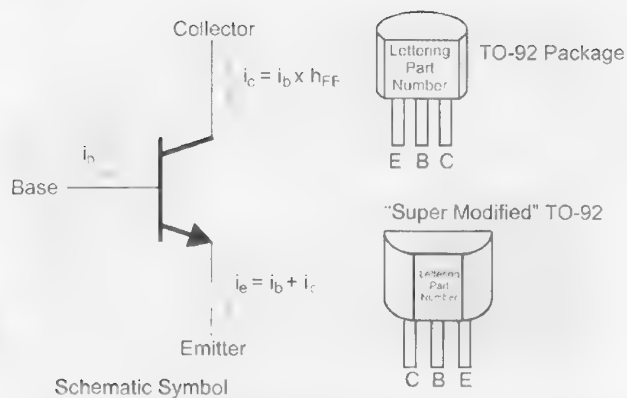 Collector
i_c = i_b x h_FE
i_b
Base
i_e = i_b + i_c
Emitter
Schematic Symbol
Lettering
Part
Number
TO-92 Package
E B C
"Super Modified" TO-92
Lettering
Part
Number
C B E